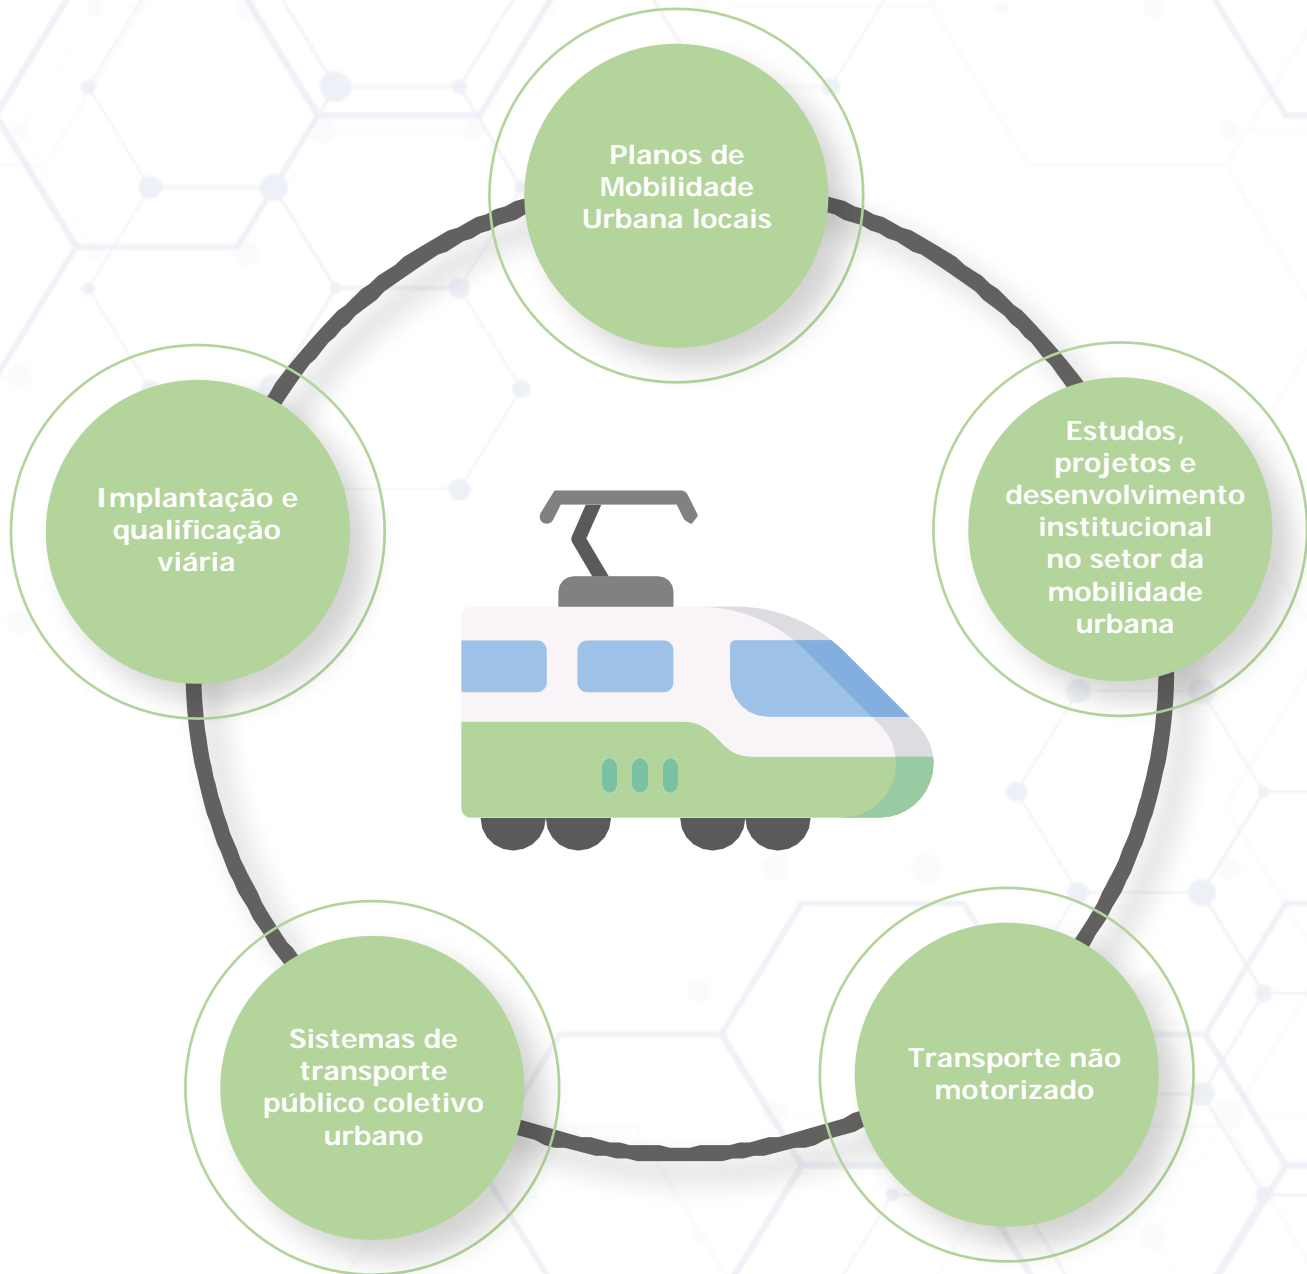 Planos de
Mobilidade
Urbana locais
Estudos,
projetos e
desenvolvimento
institucional
no setor da
mobilidade
urbana
Transporte não
motorizado
Sistemas de
transporte
público coletivo
urbano
Implantação e
qualificação
viária